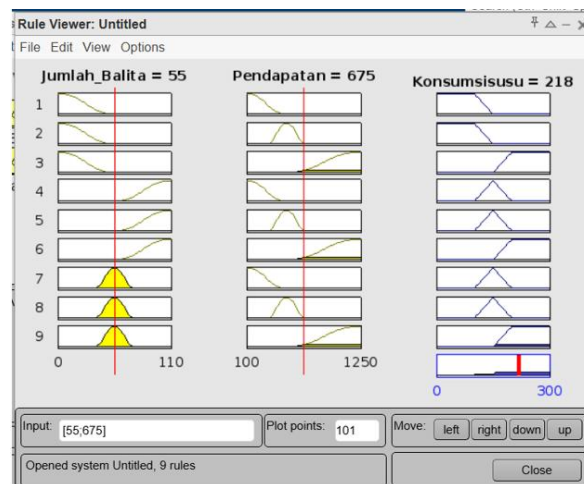 Rule Viewer: Untitled
File Edit View Options
Jumlah_Balita = 55 Pendapatan = 675 Konsumsisusu = 218
1
2
3
4
5
6
7
8
9
0 110 100 1250
0 300
Input: [55;675] Plot points: 101 Move: left right down up
Opened system Untitled, 9 rules Close